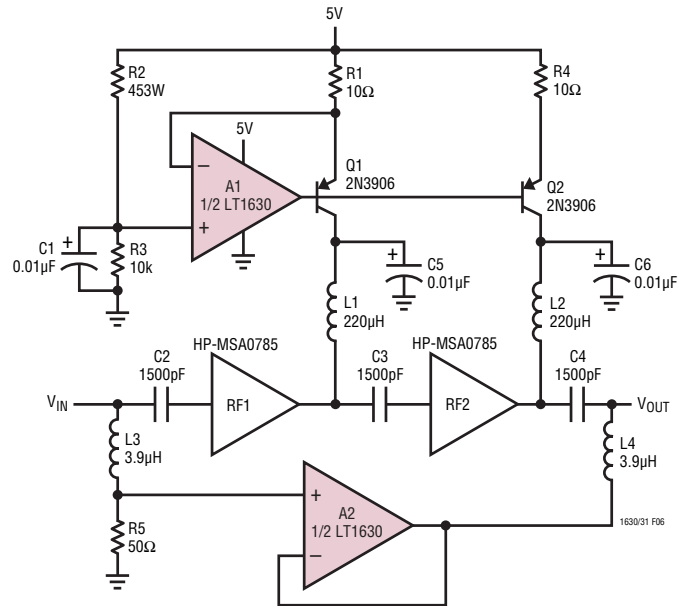 5V
R2
453W
R1
10Ω
R4
10Ω
5V
Q1
2N3906
Q2
2N3906
−
A1
1/2 LT1630
+
+
C1
0.01µF
R3
10k
+
C5
0.01µF
+
C6
0.01µF
L1
220µH
L2
220µH
HP-MSA0785
HP-MSA0785
C2
1500pF
C3
1500pF
C4
1500pF
VIN
RF1
RF2
VOUT
L3
3.9µH
L4
3.9µH
+
A2
1/2 LT1630
−
R5
50Ω
1630/31 F06